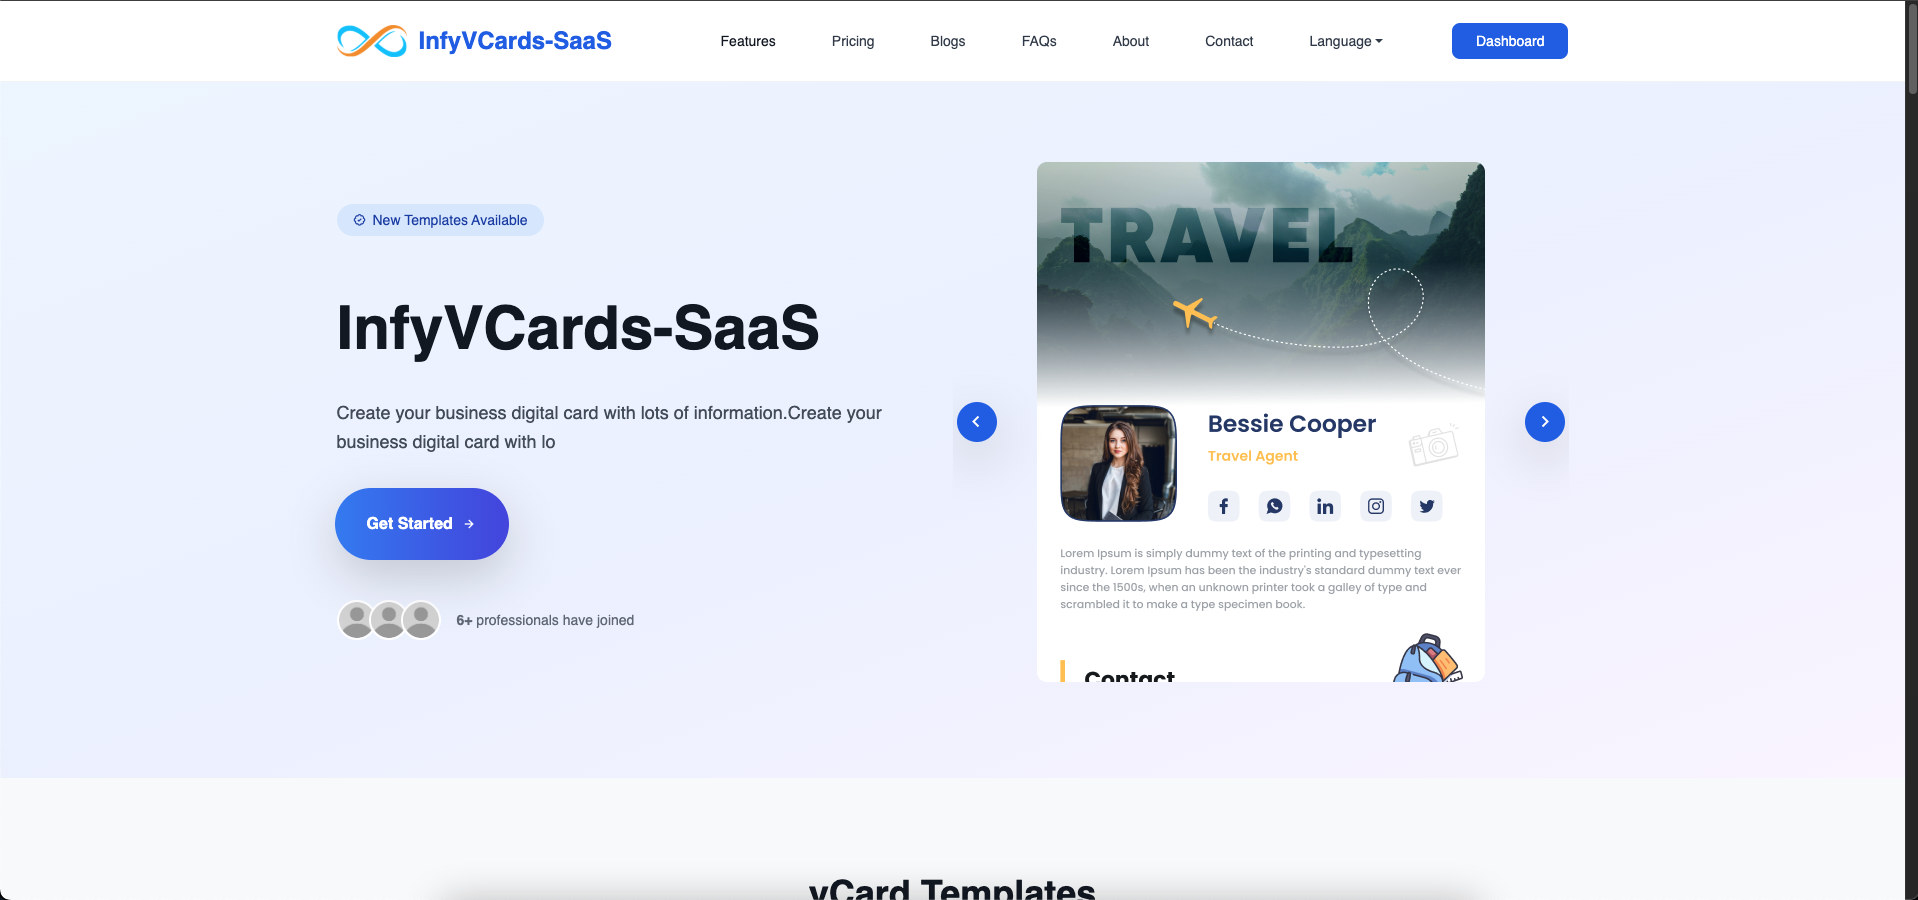 InfyVCards-SaaS
Features
Pricing
Blogs
FAQs
About
Contact
Language
Dashboard
New Templates Available
InfyVCards-SaaS
Create your business digital card with lots of information.Create your
business digital card with lo
Get Started
6+ professionals have joined
TRAVEL
Bessie Cooper
Travel Agent
Lorem Ipsum is simply dummy text of the printing and typesetting
industry. Lorem Ipsum has been the industry's standard dummy text ever
since the 1500s, when an unknown printer took a galley of type and
scrambled it to make a type specimen book.
Contact
vCard Templates